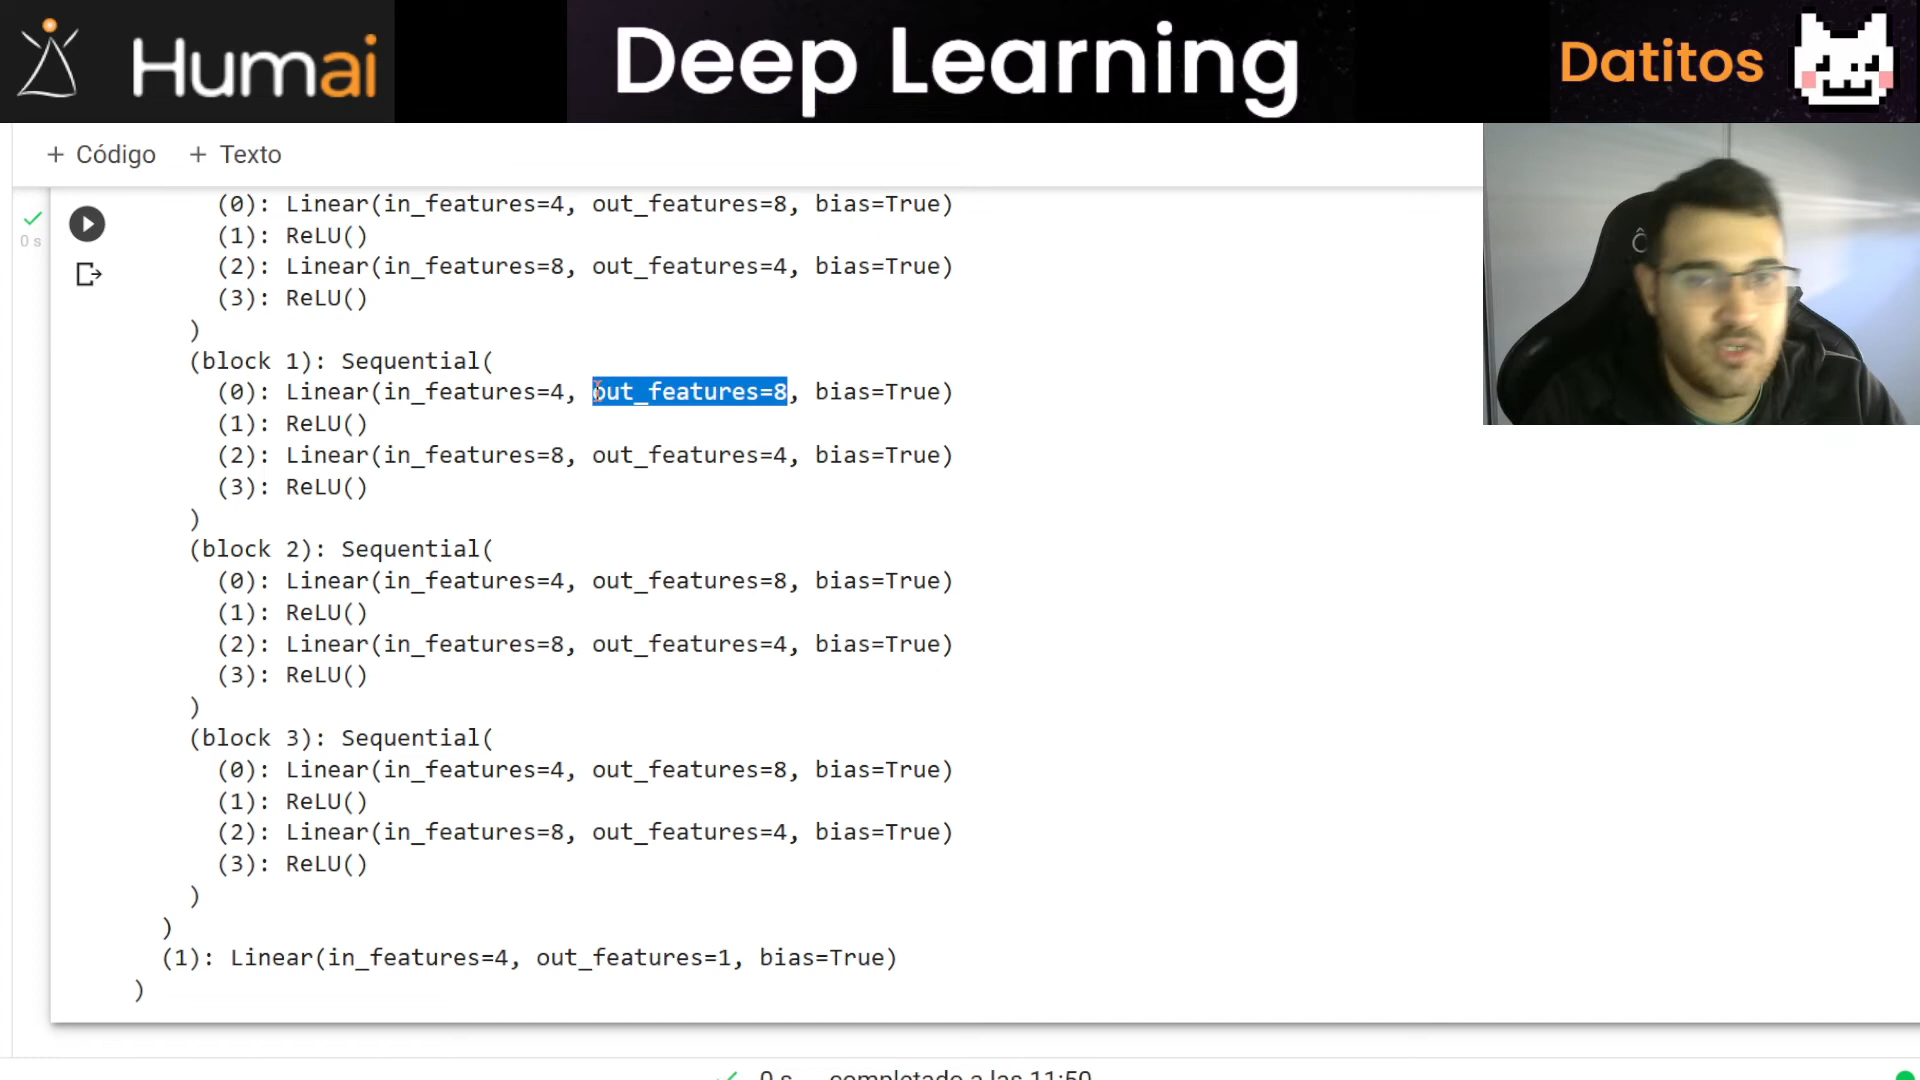 Humai
Deep Learning
Datitos
+ Código + Texto
(0): Linear(in_features=4, out_features=8, bias=True)
0 s
(1): ReLU()
(2): Linear(in_features=8, out_features=4, bias=True)
(3): ReLU()
)
(block 1): Sequential(
(0): Linear(in_features=4, out_features=8, bias=True)
(1): ReLU()
(2): Linear(in_features=8, out_features=4, bias=True)
(3): ReLU()
)
(block 2): Sequential(
(0): Linear(in_features=4, out_features=8, bias=True)
(1): ReLU()
(2): Linear(in_features=8, out_features=4, bias=True)
(3): ReLU()
)
(block 3): Sequential(
(0): Linear(in_features=4, out_features=8, bias=True)
(1): ReLU()
(2): Linear(in_features=8, out_features=4, bias=True)
(3): ReLU()
)
)
(1): Linear(in_features=4, out_features=1, bias=True)
)
0 s completado a las 11:50